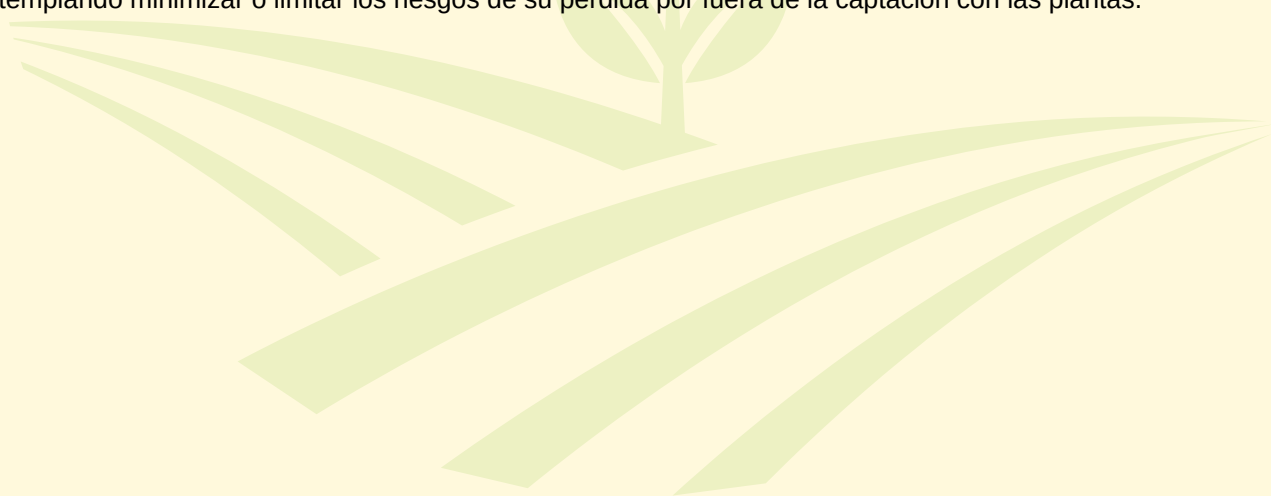 templando minimizar o limitar los riesgos de su pérdida por fuera de la captación con las plantas.